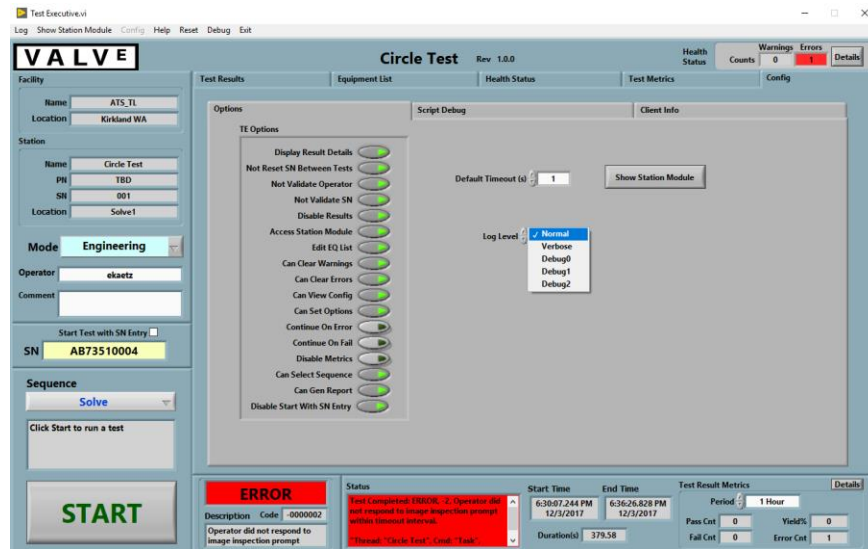 Test Executive.vi
Log Show Station Module Config Help Reset Debug Exit
VALVE
Circle Test Rev 1.0.0
Health Status
Counts
Warnings 0
Errors 1
Details
Facility
Name ATS_TL
Location Kirkland WA
Station
Name Circle Test
PN TBD
SN 001
Location Solve1
Mode Engineering
Operator ekaetz
Comment
Start Test with SN Entry
SN AB73510004
Sequence
Solve
Click Start to run a test
START
Test Results Equipment List Health Status Test Metrics Config
Options Script Debug Client Info
TE Options
Display Result Details
Not Reset SN Between Tests
Not Validate Operator
Not Validate SN
Disable Results
Access Station Module
Edit EQ List
Can Clear Warnings
Can Clear Errors
Can View Config
Can Set Options
Continue On Error
Continue On Fail
Disable Metrics
Can Select Sequence
Can Gen Report
Disable Start With SN Entry
Default Timeout (s) 1
Show Station Module
Log Level
✓ Normal
Verbose
Debug0
Debug1
Debug2
ERROR
Description Code -0000002
Operator did not respond to
image inspection prompt
Status
Test Completed: ERROR, -2, Operator did
not respond to image inspection prompt
within timeout interval.
"Thread: "Circle Test", Cmd: "Task",
Start Time
6:30:07.244 PM
12/3/2017
End Time
6:36:26.828 PM
12/3/2017
Duration(s) 379.58
Test Result Metrics
Details
Period 1 Hour
Pass Cnt 0 Yield% 0
Fail Cnt 0 Error Cnt 1